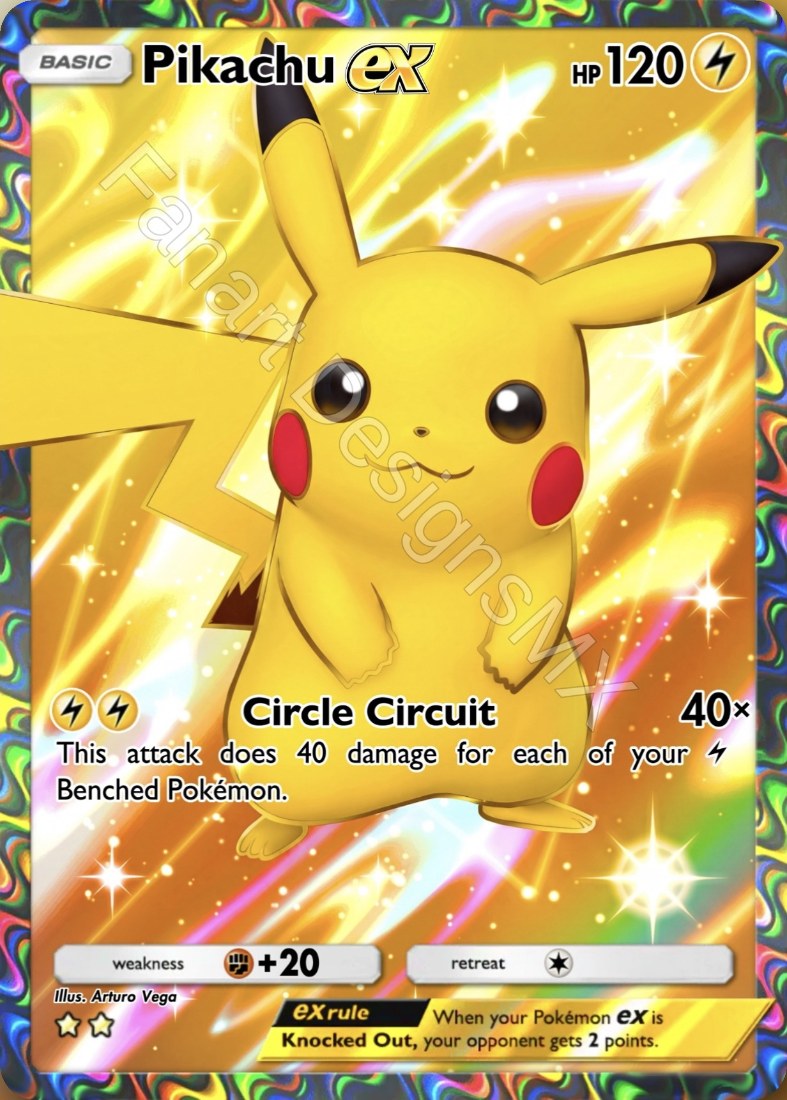 BASIC Pikachu ex HP 120
Fanart DesignsMX
Circle Circuit 40×
This attack does 40 damage for each of your
Benched Pokémon.
weakness +20 retreat
Illus. Arturo Vega
ex rule When your Pokémon ex is
Knocked Out, your opponent gets 2 points.